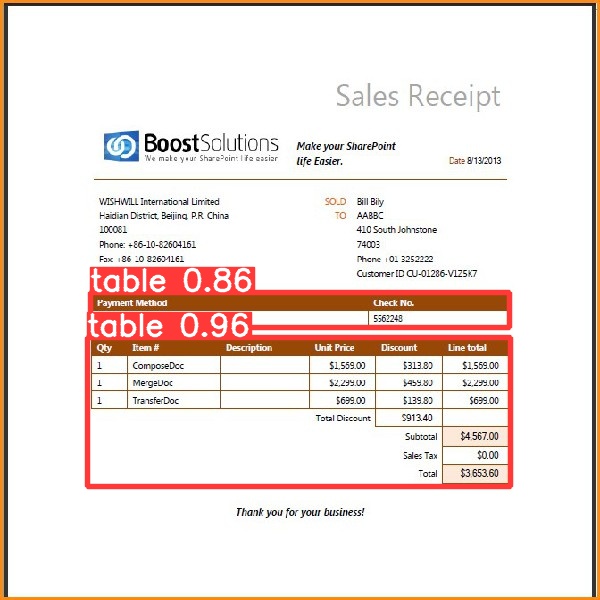 Sales Receipt
BoostSolutions
We make your SharePoint life easier
Make your SharePoint
life Easier.
Date 8/13/2013
WISHWILL International Limited
Haidian District, Beijing, P.R. China
100081
Phone: +86-10-82604161
Fax: +86-10-82604161
SOLD TO
Bill Bily
AABBC
410 South Johnstone
74003
Phone +01-3252222
Customer ID CU-01286-V1Z5K7
table 0.86
Payment Method Check No.
5562248
table 0.96
Qty Item # Description Unit Price Discount Line total
1 ComposeDoc $1,569.00 $313.80 $1,569.00
1 MergeDoc $2,299.00 $459.80 $2,299.00
1 TransferDoc $699.00 $139.80 $699.00
Total Discount $913.40
Subtotal $4,567.00
Sales Tax $0.00
Total $3,653.60
Thank you for your business!